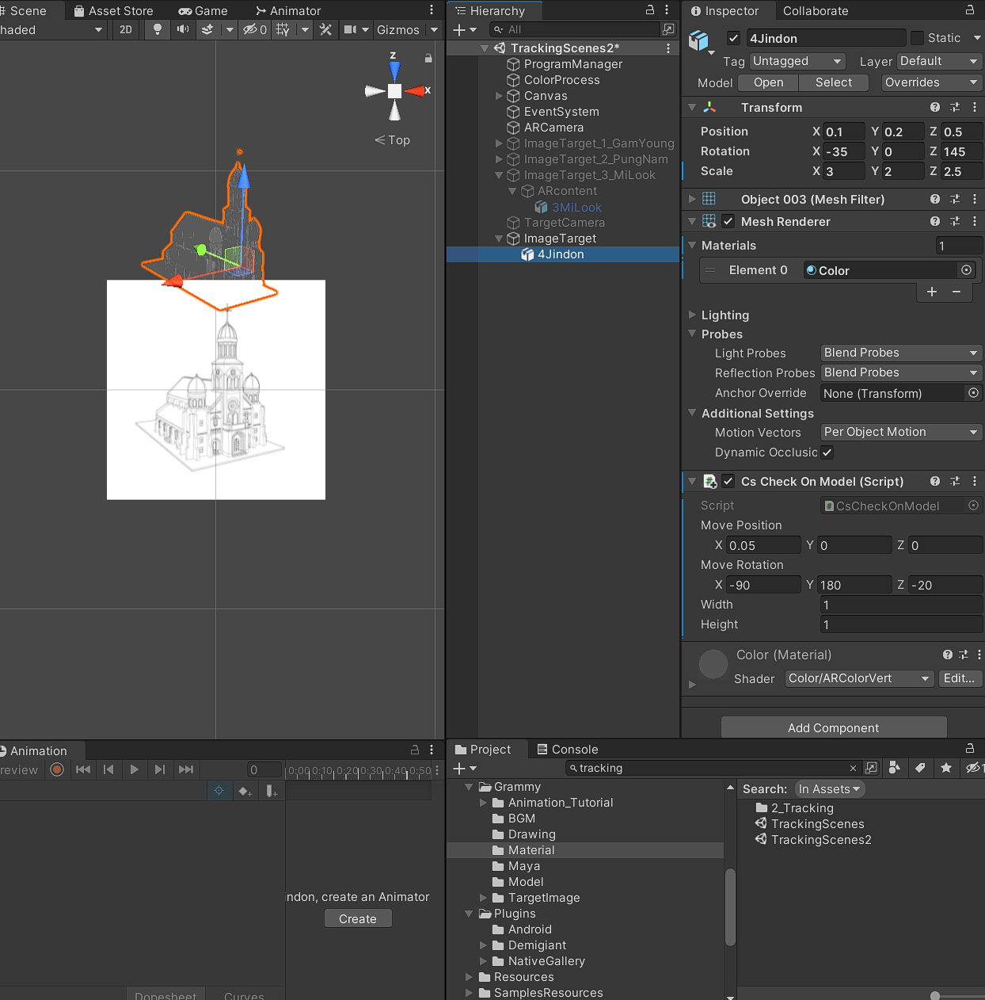 Scene
Asset Store
Game
Animator
haded
2D
0
Gizmos
z
x
Top
Hierarchy
All
TrackingScenes2*
ProgramManager
ColorProcess
Canvas
EventSystem
ARCamera
ImageTarget_1_GamYoung
ImageTarget_2_PungNam
ImageTarget_3_MiLook
ARcontent
3MiLook
TargetCamera
ImageTarget
4Jindon
Inspector
Collaborate
4Jindon
Static
Tag Untagged Layer Default
Model Open Select Overrides
Transform
Position X 0.1 Y 0.2 Z 0.5
Rotation X -35 Y 0 Z 145
Scale X 3 Y 2 Z 2.5
Object 003 (Mesh Filter)
Mesh Renderer
Materials 1
Element 0 Color
+ −
Lighting
Probes
Light Probes Blend Probes
Reflection Probes Blend Probes
Anchor Override None (Transform)
Additional Settings
Motion Vectors Per Object Motion
Dynamic Occlusic
Cs Check On Model (Script)
Script CsCheckOnModel
Move Position
X 0.05 Y 0 Z 0
Move Rotation
X -90 Y 180 Z -20
Width 1
Height 1
Color (Material)
Shader Color/ARColorVert Edit...
Add Component
Animation
review 0
0:00 0:10 0:20 0:30 0:40 0:50
ndon, create an Animator
Create
Dopesheet Curves
Project
Console
tracking
1
Grammy
Animation_Tutorial
BGM
Drawing
Material
Maya
Model
TargetImage
Plugins
Android
Demigiant
NativeGallery
Resources
SamplesResources
Search: In Assets
2_Tracking
TrackingScenes
TrackingScenes2